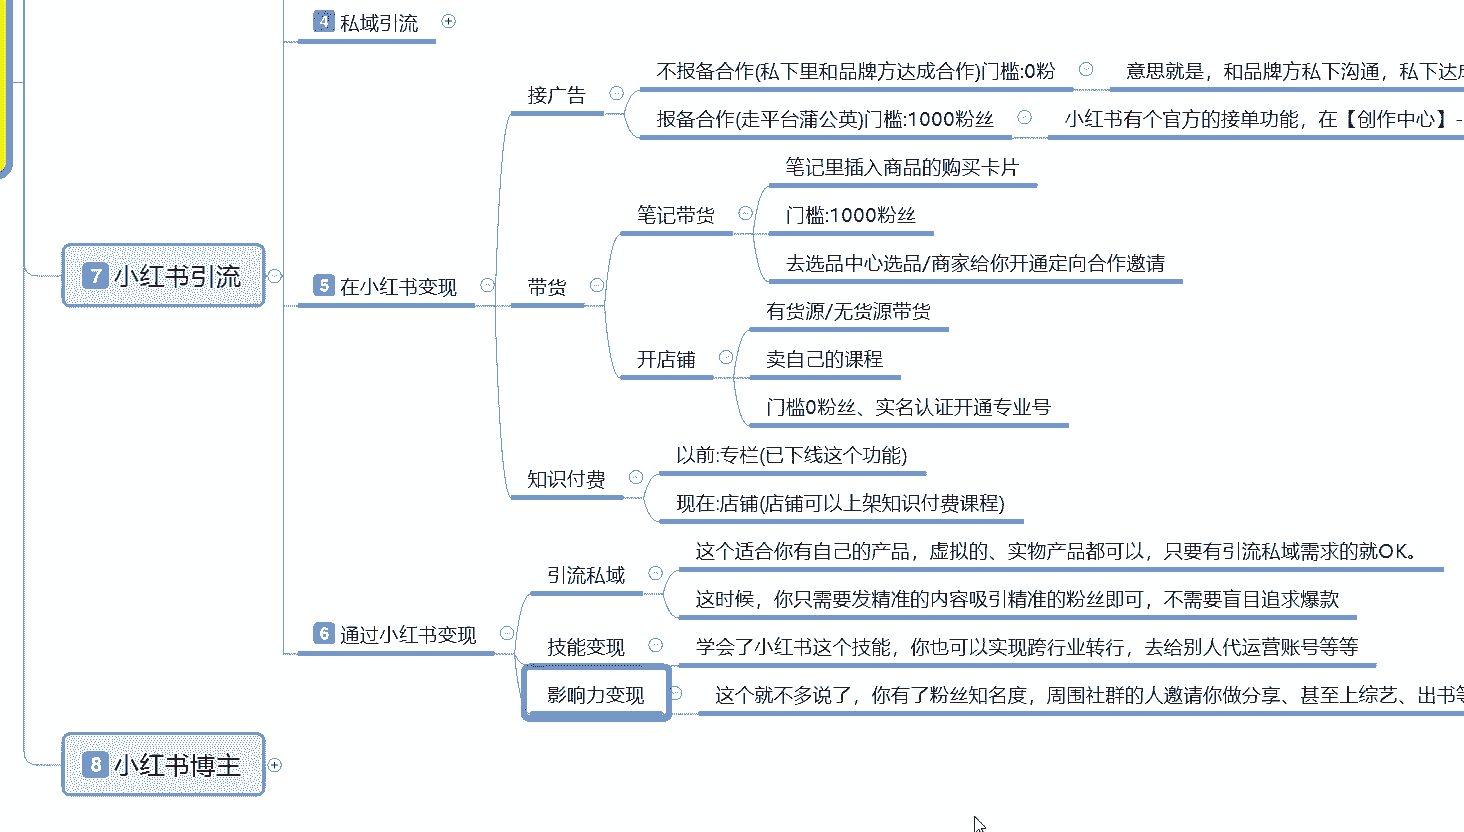 4 私域引流
不报备合作(私下里和品牌方达成合作)门槛:0粉
意思就是，和品牌方私下沟通，私下达
接广告
报备合作(走平台蒲公英)门槛:1000粉丝
小红书有个官方的接单功能，在【创作中心】-
笔记里插入商品的购买卡片
笔记带货
门槛:1000粉丝
去选品中心选品/商家给你开通定向合作邀请
7 小红书引流
5 在小红书变现
带货
有货源/无货源带货
开店铺
卖自己的课程
门槛0粉丝、实名认证开通专业号
以前:专栏(已下线这个功能)
知识付费
现在:店铺(店铺可以上架知识付费课程)
这个适合你有自己的产品，虚拟的、实物产品都可以，只要有引流私域需求的就OK。
引流私域
这时候，你只需要发精准的内容吸引精准的粉丝即可，不需要盲目追求爆款
6 通过小红书变现
技能变现
学会了小红书这个技能，你也可以实现跨行业转行，去给别人代运营账号等等
影响力变现
这个就不多说了，你有了粉丝知名度，周围社群的人邀请你做分享、甚至上综艺、出书
8 小红书博主